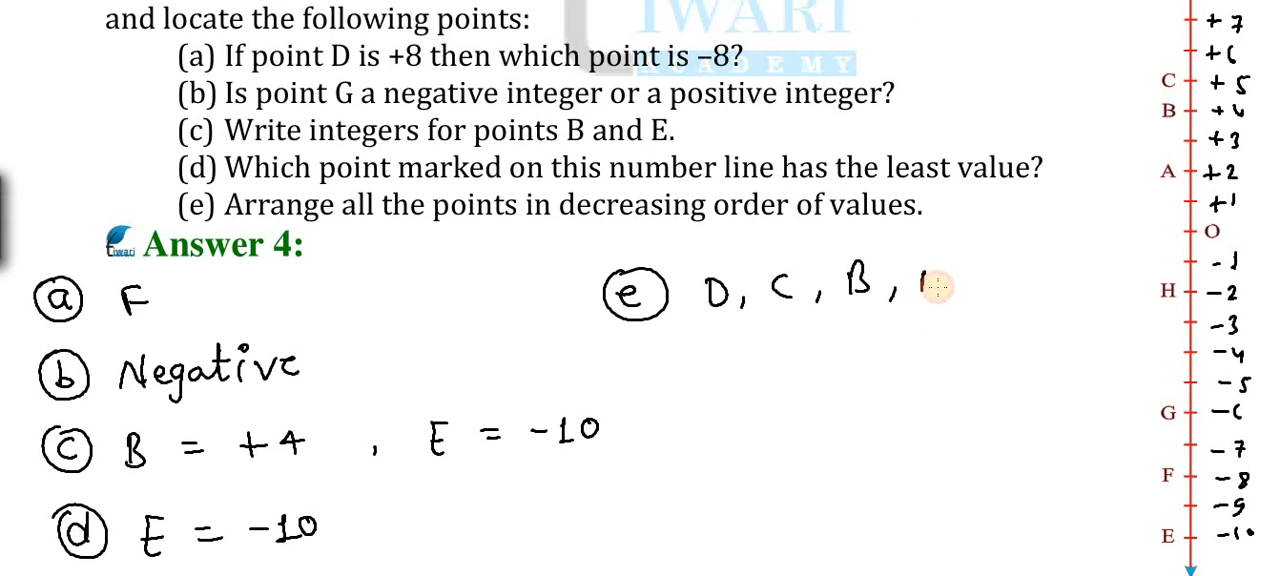 and locate the following points:
IWARI
ACADEMY
(a) If point D is +8 then which point is –8?
(b) Is point G a negative integer or a positive integer?
(c) Write integers for points B and E.
(d) Which point marked on this number line has the least value?
(e) Arrange all the points in decreasing order of values.
Answer 4:
(a) F
(b) Negative
(c) B = +4 , E = -10
(d) E = -10
(e) D, C, B,
+7
+6
C +5
B +4
+3
A +2
+1
O
-1
H -2
-3
-4
-5
G -6
-7
F -8
-9
E -10